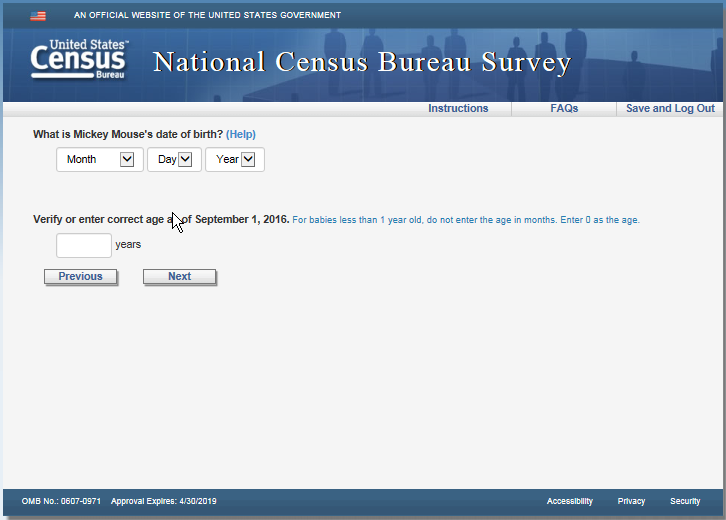 AN OFFICIAL WEBSITE OF THE UNITED STATES GOVERNMENT
United States™
Census
Bureau
National Census Bureau Survey
Instructions FAQs Save and Log Out
What is Mickey Mouse's date of birth? (Help)
Month Day Year
Verify or enter correct age as of September 1, 2016. For babies less than 1 year old, do not enter the age in months. Enter 0 as the age.
years
Previous Next
OMB No.: 0607-0971 Approval Expires: 4/30/2019 Accessibility Privacy Security